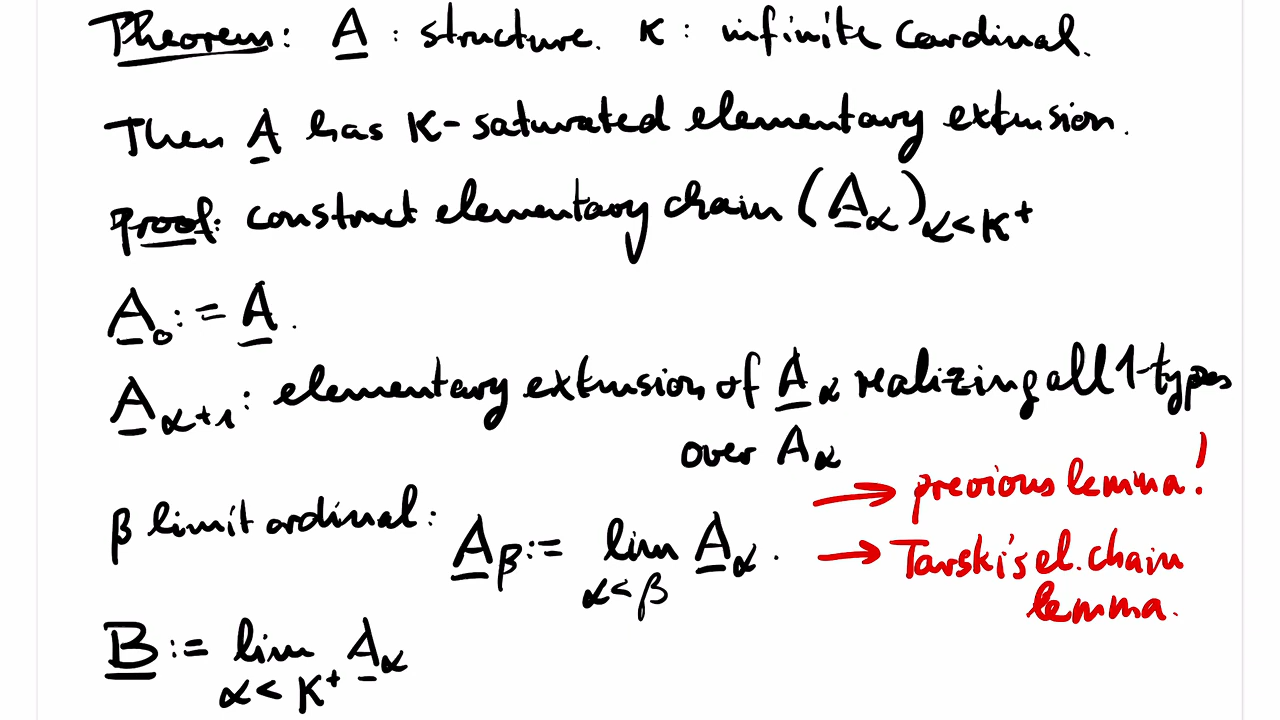 Theorem: A : structure. κ : infinite cardinal.
Then A has κ-saturated elementary extension.
proof: construct elementary chain (A_α)_{α<κ⁺}
A₀ := A.
A_{α+1}: elementary extension of A_α realizing all 1-types
over A_α
→ previous lemma!
β limit ordinal: A_β := lim_{α<β} A_α.
→ Tarski's el. chain
lemma.
B := lim_{α<κ⁺} A_α